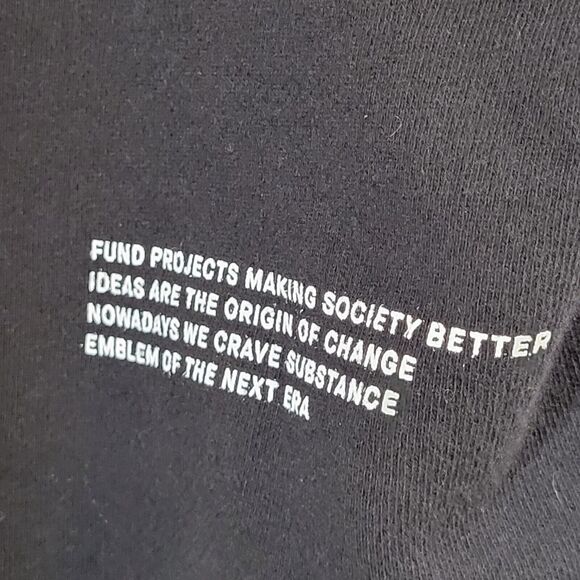 FUND PROJECTS MAKING SOCIETY BETTER
IDEAS ARE THE ORIGIN OF CHANGE
NOWADAYS WE CRAVE SUBSTANCE
EMBLEM OF THE NEXT ERA